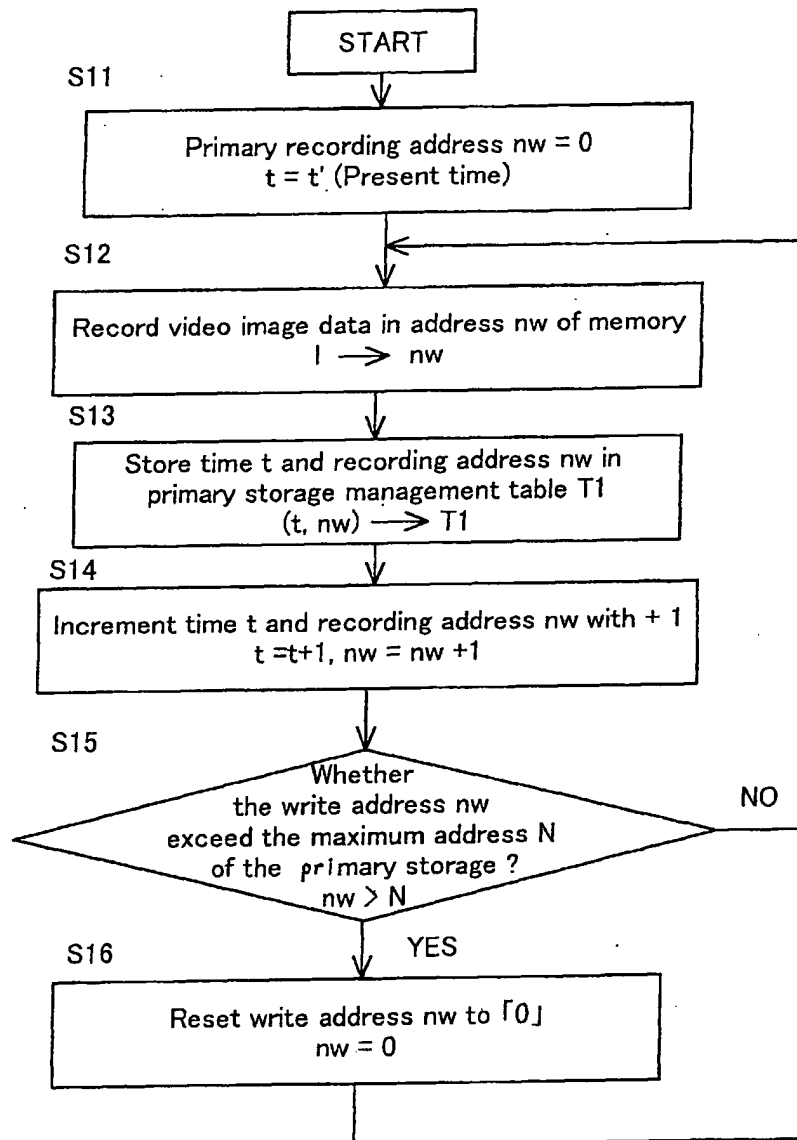 START
S11
Primary recording address nw = 0
t = t' (Present time)
S12
Record video image data in address nw of memory
I → nw
S13
Store time t and recording address nw in
primary storage management table T1
(t, nw) → T1
S14
Increment time t and recording address nw with + 1
t =t+1, nw = nw +1
S15
Whether
the write address nw
exceed the maximum address N
of the primary storage ?
nw > N
NO
YES
S16
Reset write address nw to「0」
nw = 0